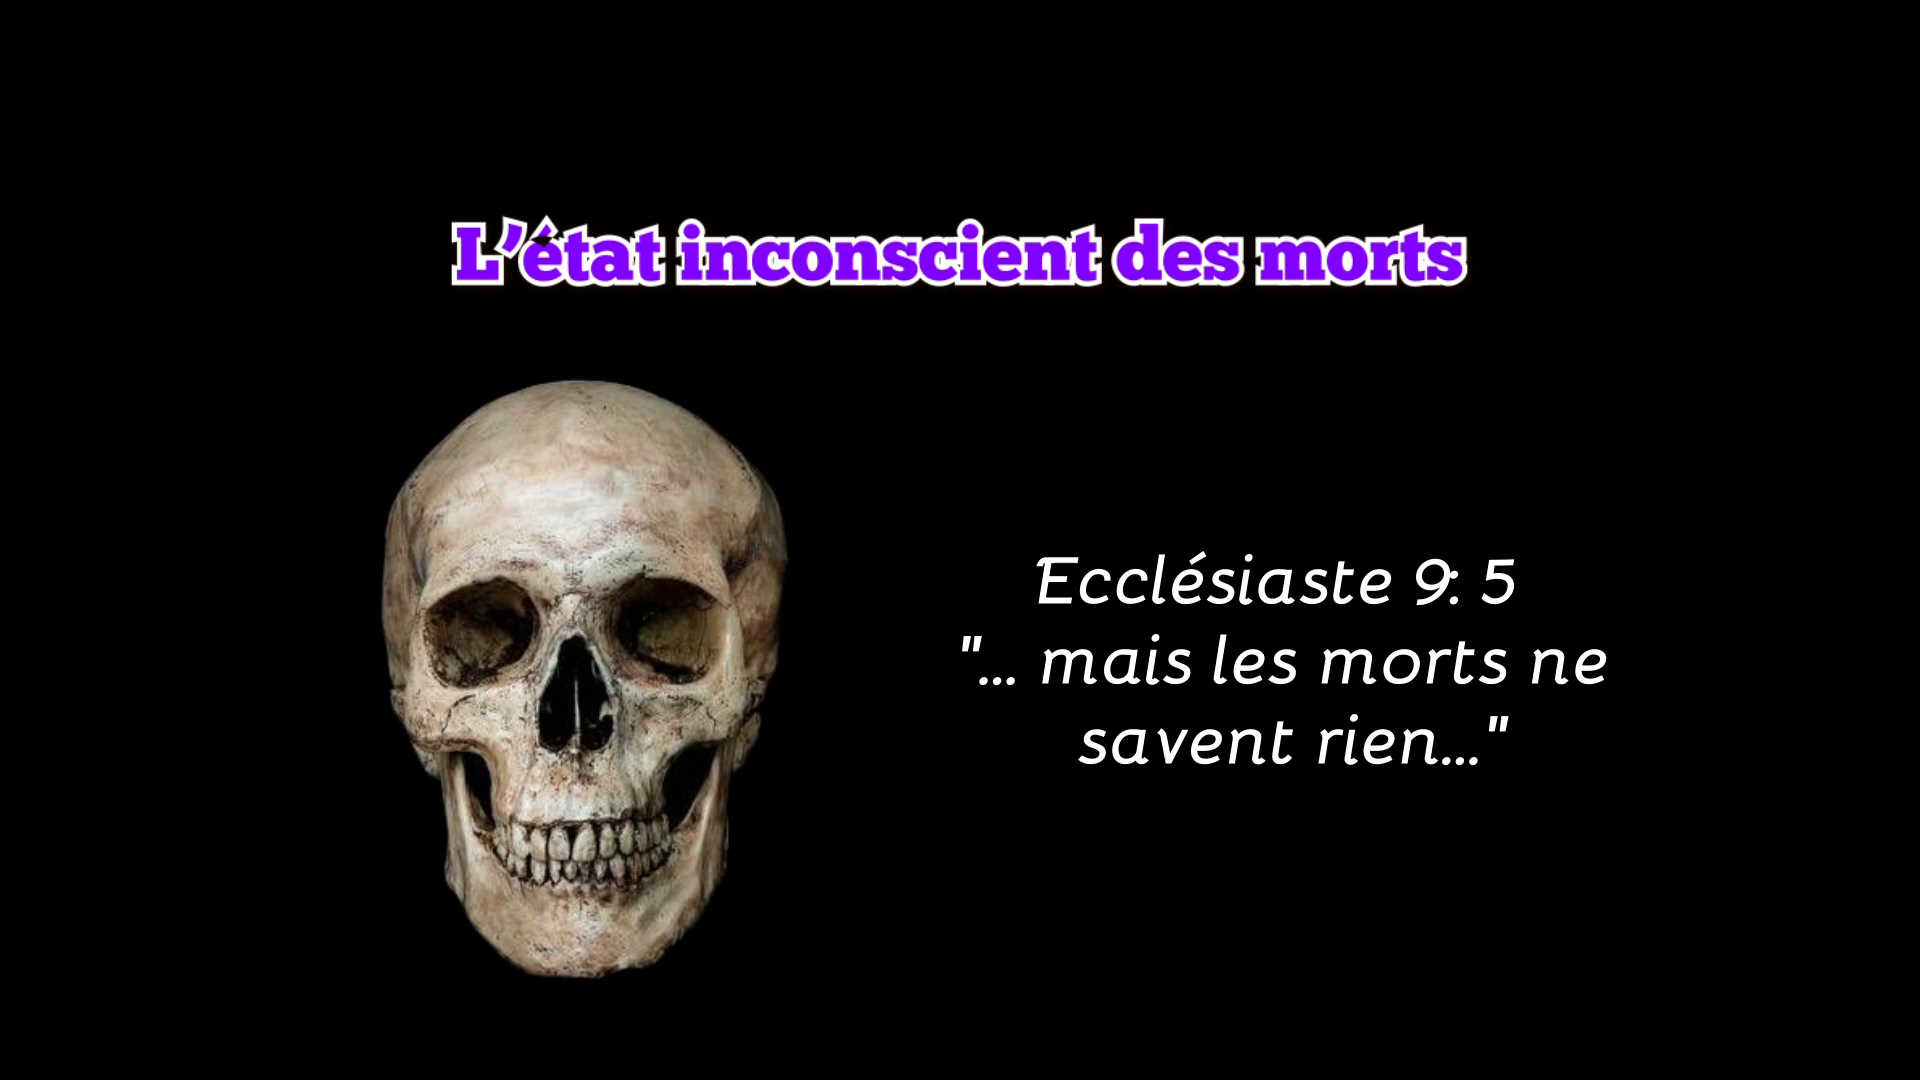 L’état inconscient des morts
Ecclésiaste 9: 5
"... mais les morts ne
savent rien..."